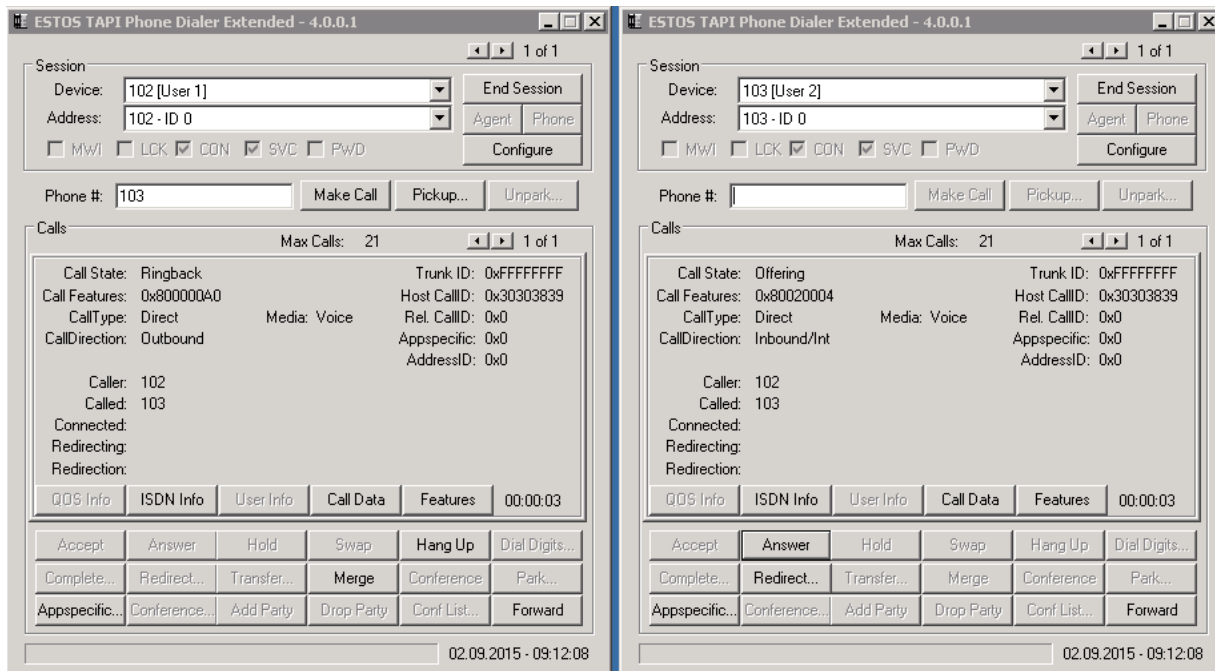 ESTOS TAPI Phone Dialer Extended - 4.0.0.1
1 of 1
Session
Device: 102 [User 1] End Session
Address: 102 - ID 0 Agent Phone
MWI LCK CON SVC PWD Configure
Phone #: 103 Make Call Pickup... Unpark...
Calls
Max Calls: 21 1 of 1
Call State: Ringback Trunk ID: 0xFFFFFFFF
Call Features: 0x800000A0 Host CallID: 0x30303839
CallType: Direct Media: Voice Rel. CallID: 0x0
CallDirection: Outbound Appspecific: 0x0
AddressID: 0x0
Caller: 102
Called: 103
Connected:
Redirecting:
Redirection:
QOS Info ISDN Info User Info Call Data Features 00:00:03
Accept Answer Hold Swap Hang Up Dial Digits...
Complete... Redirect... Transfer... Merge Conference Park...
Appspecific... Conference... Add Party Drop Party Conf List... Forward
02.09.2015 - 09:12:08
ESTOS TAPI Phone Dialer Extended - 4.0.0.1
1 of 1
Session
Device: 103 [User 2] End Session
Address: 103 - ID 0 Agent Phone
MWI LCK CON SVC PWD Configure
Phone #: Make Call Pickup... Unpark...
Calls
Max Calls: 21 1 of 1
Call State: Offering Trunk ID: 0xFFFFFFFF
Call Features: 0x80020004 Host CallID: 0x30303839
CallType: Direct Media: Voice Rel. CallID: 0x0
CallDirection: Inbound/Int Appspecific: 0x0
AddressID: 0x0
Caller: 102
Called: 103
Connected:
Redirecting:
Redirection:
QOS Info ISDN Info User Info Call Data Features 00:00:03
Accept Answer Hold Swap Hang Up Dial Digits...
Complete... Redirect... Transfer... Merge Conference Park...
Appspecific... Conference... Add Party Drop Party Conf List... Forward
02.09.2015 - 09:12:08